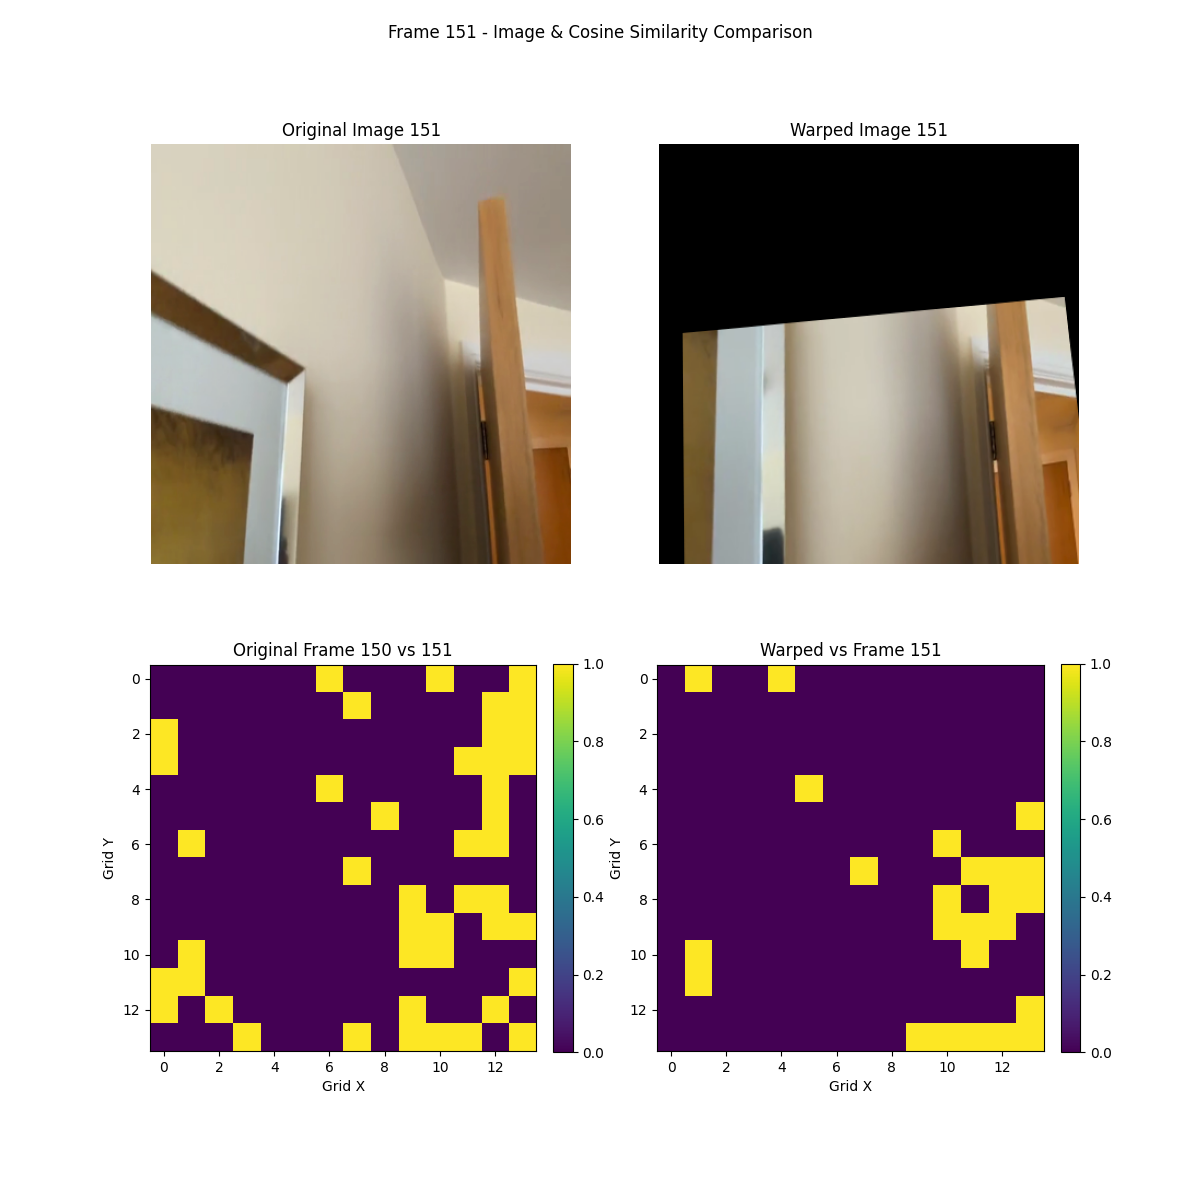 Frame 151 - Image & Cosine Similarity Comparison
Original Image 151
Warped Image 151
Original Frame 150 vs 151
Warped vs Frame 151
Grid Y
0
2
4
6
8
10
12
0 2 4 6 8 10 12
Grid X
1.0
0.8
0.6
0.4
0.2
0.0
Grid Y
0
2
4
6
8
10
12
0 2 4 6 8 10 12
Grid X
1.0
0.8
0.6
0.4
0.2
0.0